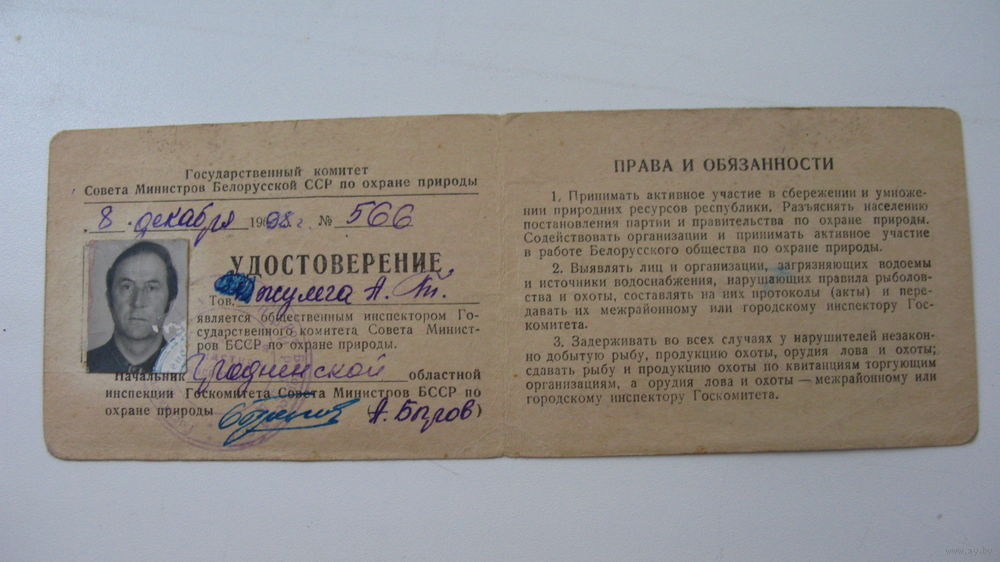 Государственный комитет
Совета Министров Белорусской ССР по охране природы
8 декабря 19 г. № 566
УДОСТОВЕРЕНИЕ
Тов. А.
является общественным инспектором Го-
сударственного комитета Совета Минист-
ров БССР по охране природы.
Начальник Гродненской областной
инспекции Госкомитета Совета Министров БССР по
охране природы
ПРАВА И ОБЯЗАННОСТИ
1. Принимать активное участие в сбережении и умноже-
нии природных ресурсов республики. Разъяснять населению
постановления партии и правительства по охране природы.
Содействовать организации и принимать активное участие
в работе Белорусского общества по охране природы.
2. Выявлять лиц и организации, загрязняющих водоемы
и источники водоснабжения, нарушающих правила рыболов-
ства и охоты, составлять на них протоколы (акты) и пере-
давать их межрайонному или городскому инспектору Гос-
комитета.
3. Задерживать во всех случаях у нарушителей незакон-
но добытую рыбу, продукцию охоты, орудия лова и охоты;
сдавать рыбу и продукцию охоты по квитанциям торгующим
организациям, а орудия лова и охоты — межрайонному или
городскому инспектору Госкомитета.
www.ay.by